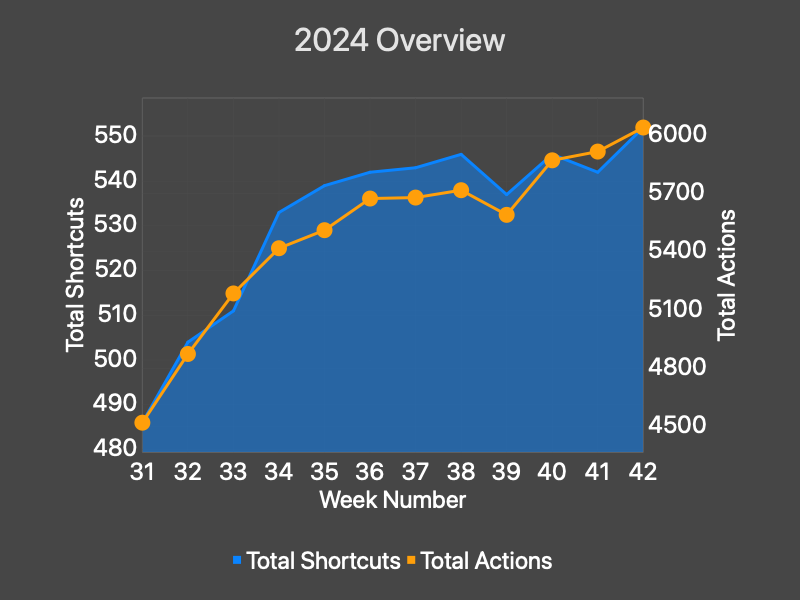 2024 Overview
550
540
530
520
510
500
490
480
Total Shortcuts
6000
5700
5400
5100
4800
4500
Total Actions
31 32 33 34 35 36 37 38 39 40 41 42
Week Number
Total Shortcuts Total Actions